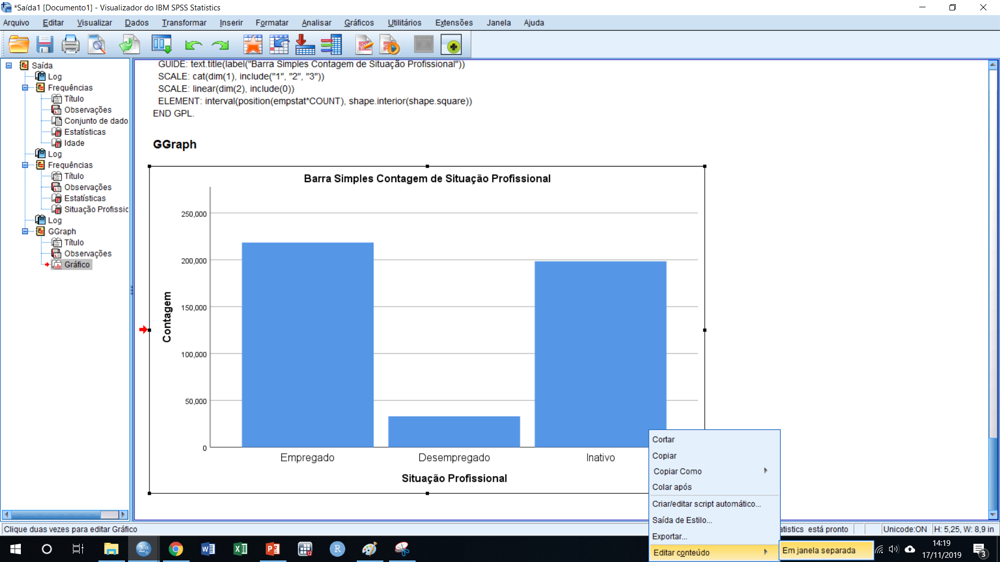 *Saída1 [Documento1] - Visualizador do IBM SPSS Statistics
Arquivo Editar Visualizar Dados Transformar Inserir Formatar Analisar Gráficos Utilitários Extensões Janela Ajuda
Saída
Log
Frequências
Título
Observações
Conjunto de dado
Estatísticas
Idade
Log
Frequências
Título
Observações
Estatísticas
Situação Profissic
Log
GGraph
Título
Observações
Gráfico
GUIDE: text.title(label("Barra Simples Contagem de Situação Profissional"))
SCALE: cat(dim(1), include("1", "2", "3"))
SCALE: linear(dim(2), include(0))
ELEMENT: interval(position(empstat*COUNT), shape.interior(shape.square))
END GPL.
GGraph
Barra Simples Contagem de Situação Profissional
Contagem
250,000
200,000
150,000
100,000
50,000
0
Empregado Desempregado Inativo
Situação Profissional
Cortar
Copiar
Copiar Como
Colar após
Criar/editar script automático...
Saída de Estilo...
Exportar...
Editar conteúdo
Em janela separada
Clique duas vezes para editar Gráfico
atistics está pronto Unicode:ON H: 5,25, W: 8,9 in
14:19
17/11/2019
3
12